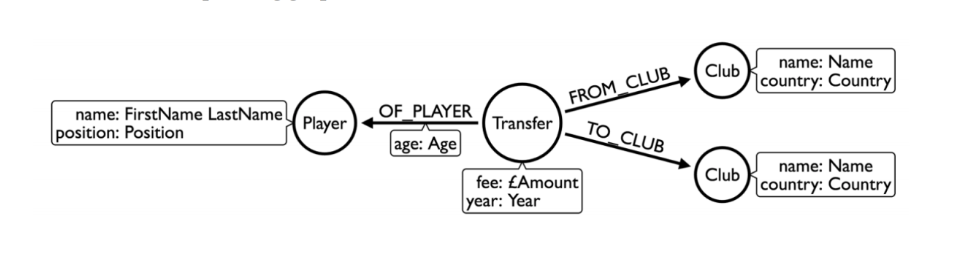 name: FirstName LastName
position: Position
Player
OF_PLAYER
age: Age
Transfer
fee: £Amount
year: Year
FROM_CLUB
Club
name: Name
country: Country
TO_CLUB
Club
name: Name
country: Country